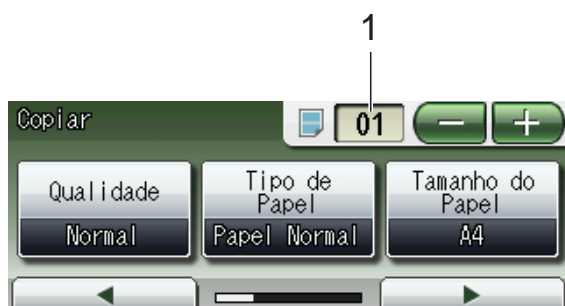 1
Copiar 01 - +
Qualidade Tipo de Papel Tamanho do Papel
Normal Papel Normal A4